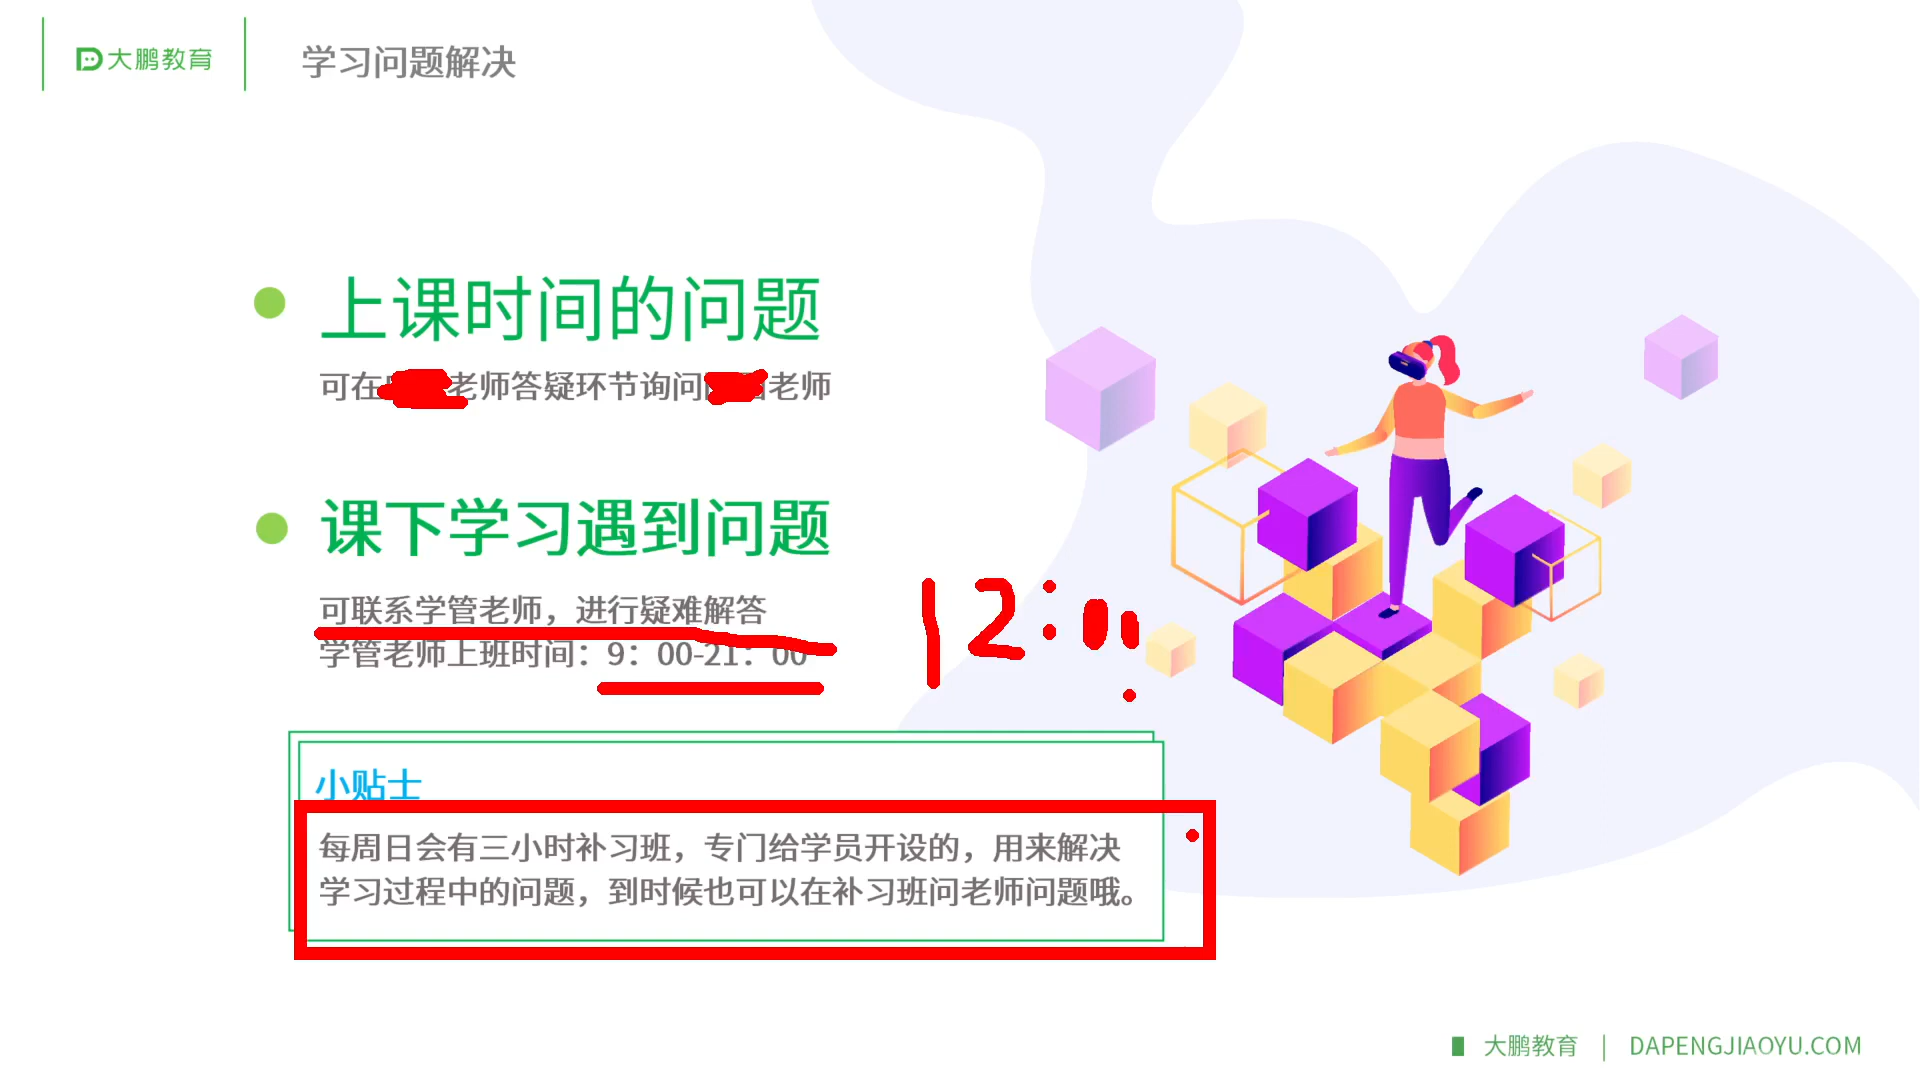 大鹏教育
学习问题解决
上课时间的问题
可在老师答疑环节询问老师
课下学习遇到问题
可联系学管老师，进行疑难解答
学管老师上班时间：9：00-21：00
12:00
小贴士
每周日会有三小时补习班，专门给学员开设的，用来解决
学习过程中的问题，到时候也可以在补习班问老师问题哦。
大鹏教育 | DAPENGJIAOYU.COM